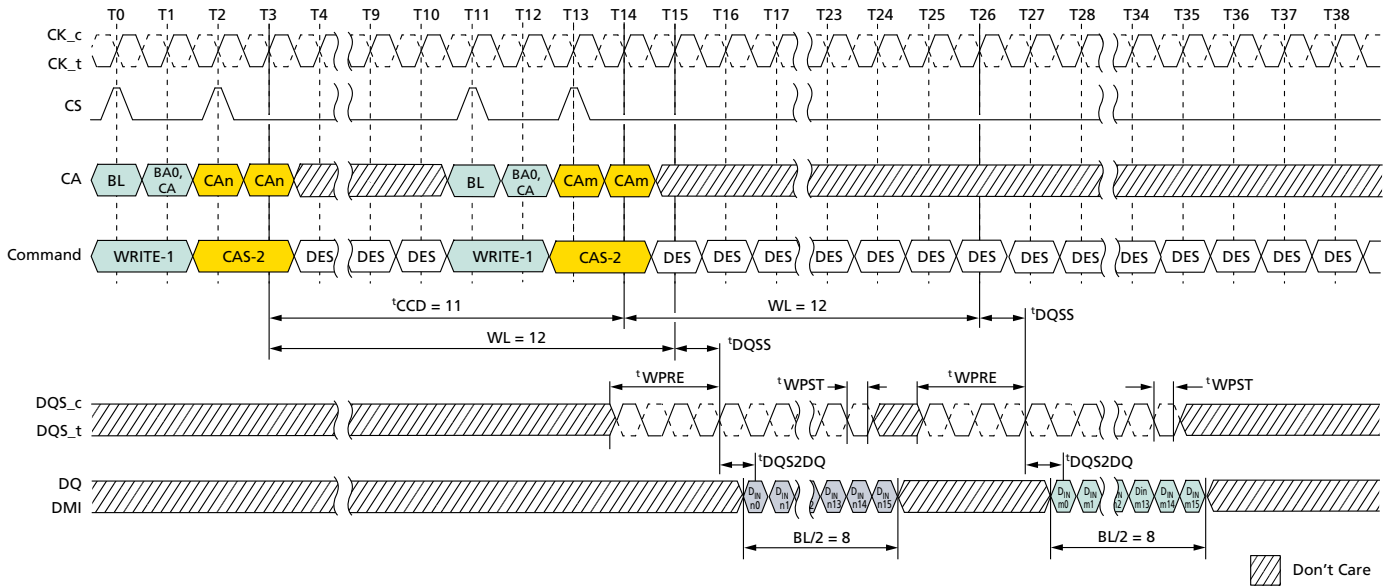 T0 T1 T2 T3 T4 T9 T10 T11 T12 T13 T14 T15 T16 T17 T23 T24 T25 T26 T27 T28 T34 T35 T36 T37 T38
CK_c
CK_t
CS
CA BL BA0, CA CAn CAn BL BA0, CA CAm CAm
Command WRITE-1 CAS-2 DES DES DES WRITE-1 CAS-2 DES DES DES DES DES DES DES DES DES DES DES DES DES DES
tCCD = 11 WL = 12 tDQSS
WL = 12 tDQSS
tWPRE tWPST tWPRE tWPST
DQS_c
DQS_t
tDQS2DQ tDQS2DQ
DQ
DMI
DIN n0 DIN n1 DIN n13 DIN n14 DIN n15 DIN m0 DIN m1 Din m13 DIN m14 DIN m15
BL/2 = 8 BL/2 = 8
Don't Care